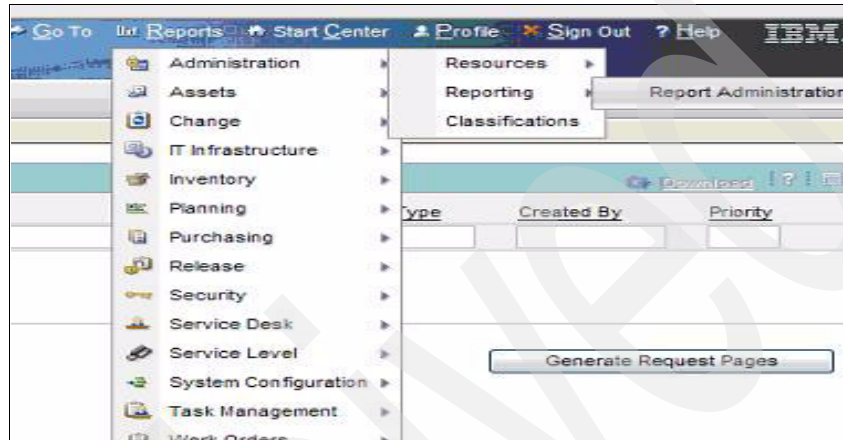 Go To Reports Start Center Profile Sign Out ? Help IBM.
Administration
Assets
Change
IT Infrastructure
Inventory
Planning
Purchasing
Release
Security
Service Desk
Service Level
System Configuration
Task Management
Work Orders
Resources
Reporting
Classifications
Report Administration
Download ?
Type Created By Priority
Generate Request Pages